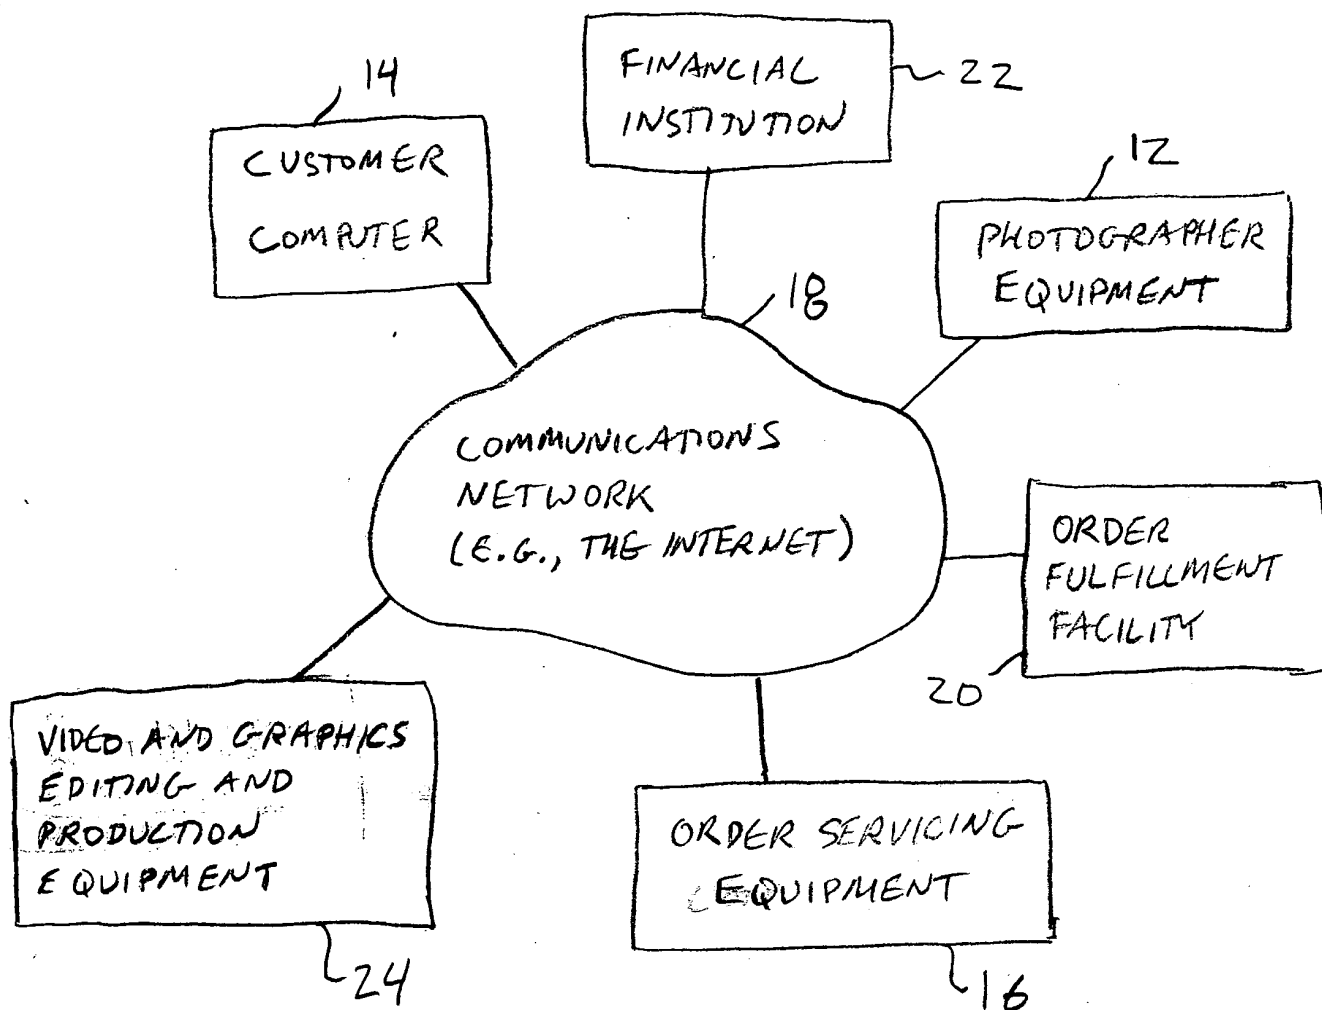 14
CUSTOMER
COMPUTER
FINANCIAL
INSTITUTION
22
12
PHOTOGRAPHER
EQUIPMENT
18
COMMUNICATIONS
NETWORK
(E.G., THE INTERNET)
ORDER
FULFILLMENT
FACILITY
20
VIDEO AND GRAPHICS
EDITING AND
PRODUCTION
EQUIPMENT
24
ORDER SERVICING
EQUIPMENT
16